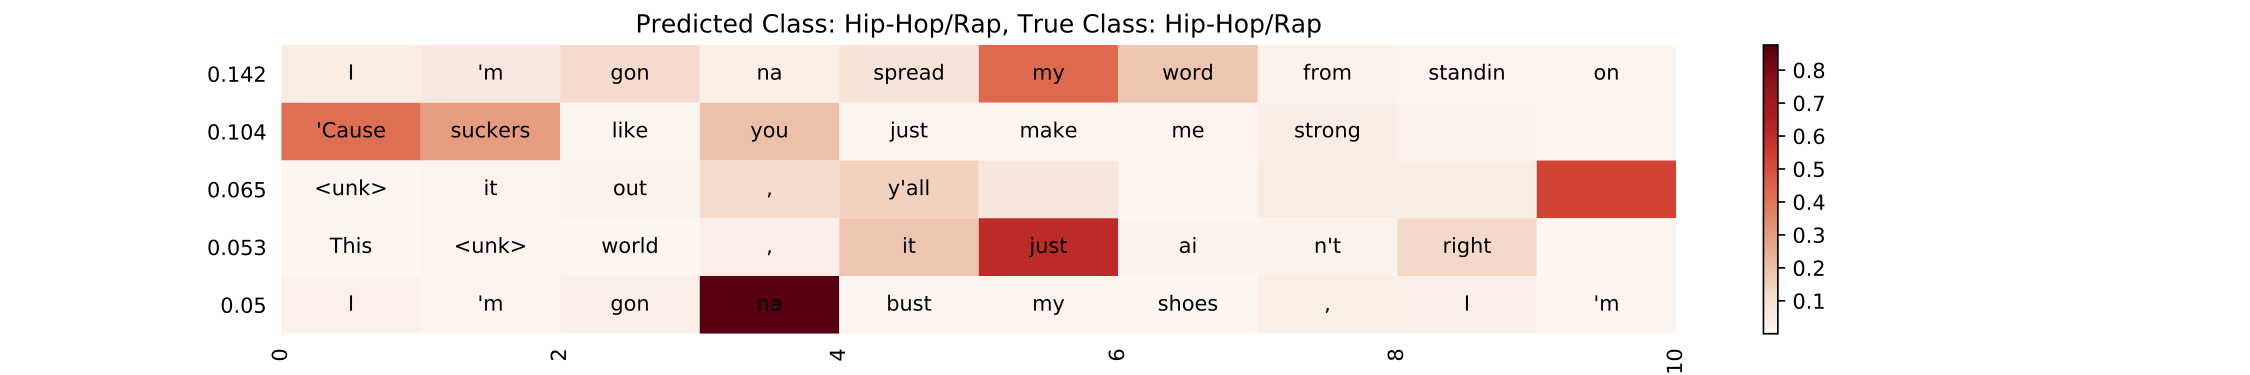 Predicted Class: Hip-Hop/Rap, True Class: Hip-Hop/Rap
0.142 I 'm gon na spread my word from standin on
0.104 'Cause suckers like you just make me strong
0.065 <unk> it out , y'all
0.053 This <unk> world , it just ai n't right
0.05 I 'm gon na bust my shoes , I 'm
0 2 4 6 8 10
0.8
0.7
0.6
0.5
0.4
0.3
0.2
0.1